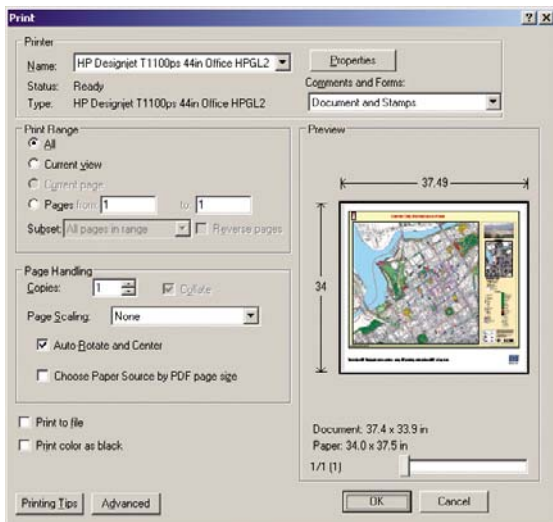 Print
Printer
Name: HP Designjet T1100ps 44in Office HPGL2
Properties
Status: Ready
Comments and Forms:
Type: HP Designjet T1100ps 44in Office HPGL2
Document and Stamps
Print Range
All
Current view
Current page
Pages from: 1 to: 1
Subset: All pages in range
Reverse pages
Page Handling
Copies: 1
Collate
Page Scaling: None
Auto Rotate and Center
Choose Paper Source by PDF page size
Print to file
Print color as black
Printing Tips
Advanced
Preview
37.49
34
Document: 37.4 x 33.9 in
Paper: 34.0 x 37.5 in
1/1 (1)
OK
Cancel